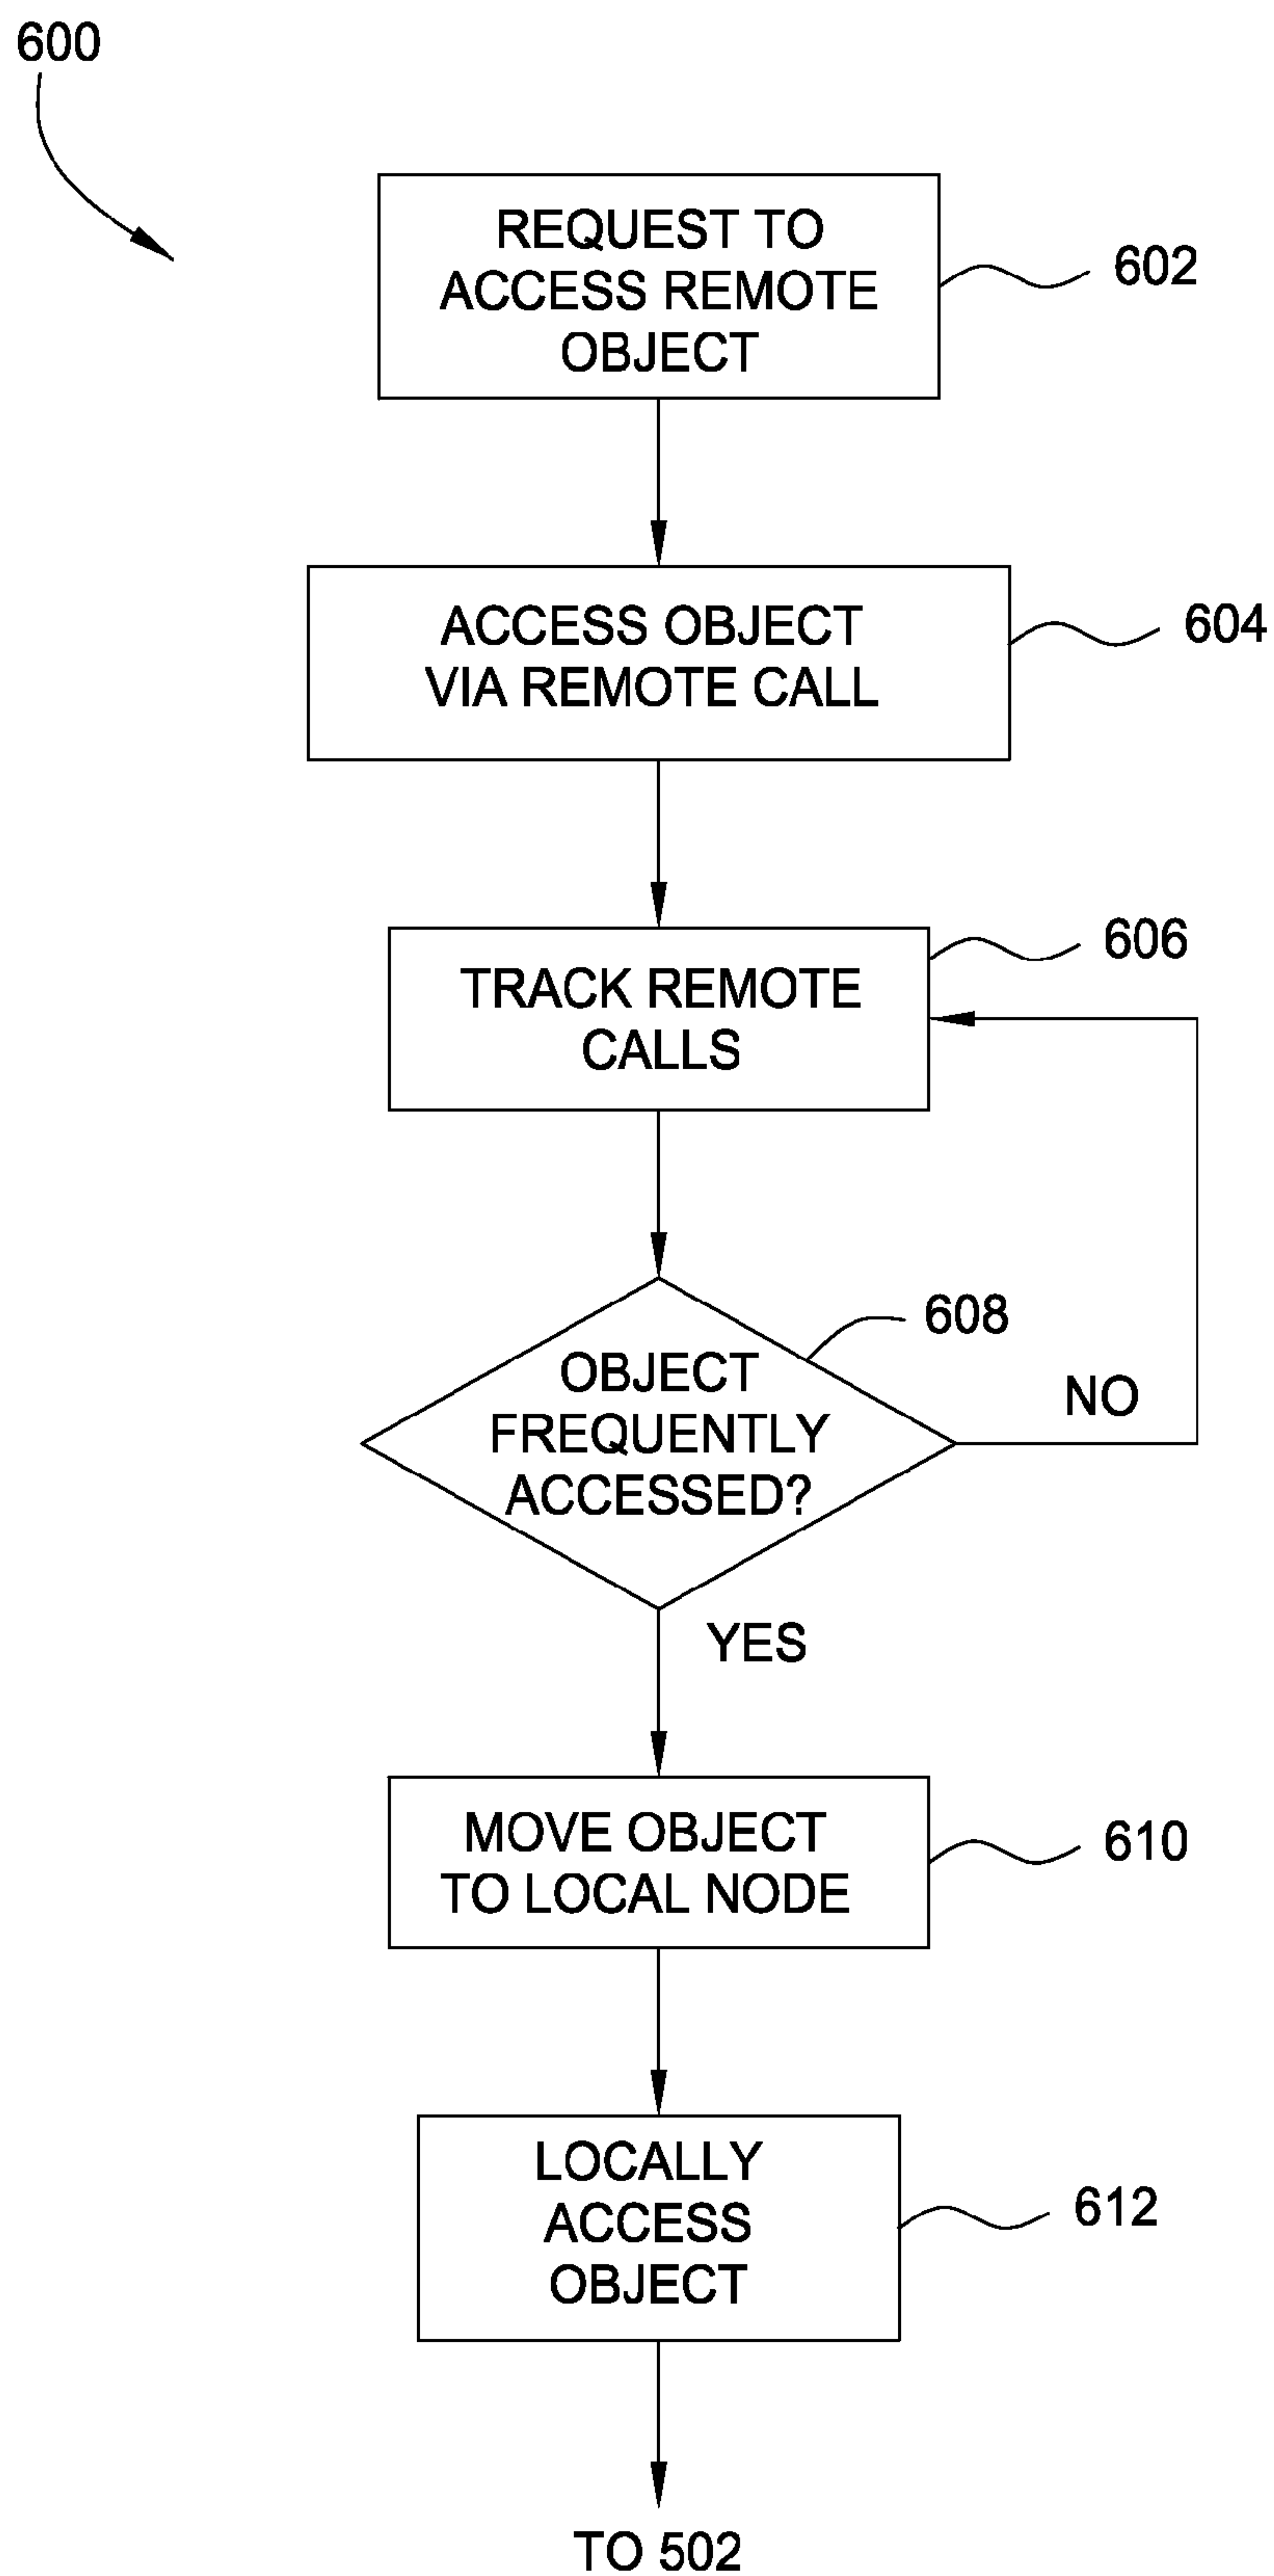 600
REQUEST TO
ACCESS REMOTE
OBJECT
602
ACCESS OBJECT
VIA REMOTE CALL
604
TRACK REMOTE
CALLS
606
OBJECT
FREQUENTLY
ACCESSED?
608
NO
YES
MOVE OBJECT
TO LOCAL NODE
610
LOCALLY
ACCESS
OBJECT
612
TO 502